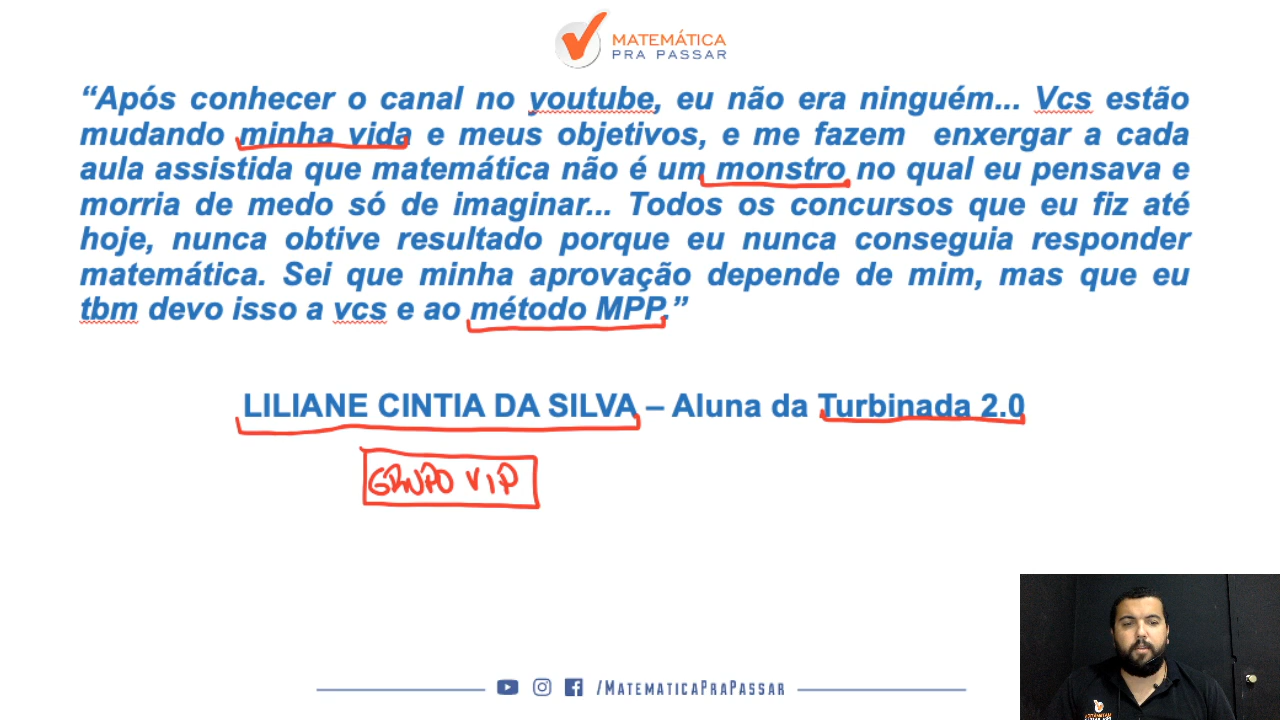 MATEMÁTICA
PRA PASSAR
“Após conhecer o canal no youtube, eu não era ninguém... Vcs estão
mudando minha vida e meus objetivos, e me fazem enxergar a cada
aula assistida que matemática não é um monstro no qual eu pensava e
morria de medo só de imaginar... Todos os concursos que eu fiz até
hoje, nunca obtive resultado porque eu nunca conseguia responder
matemática. Sei que minha aprovação depende de mim, mas que eu
tbm devo isso a vcs e ao método MPP.”
LILIANE CINTIA DA SILVA – Aluna da Turbinada 2.0
GRUPO VIP
/MATEMATICAPRAPASSAR